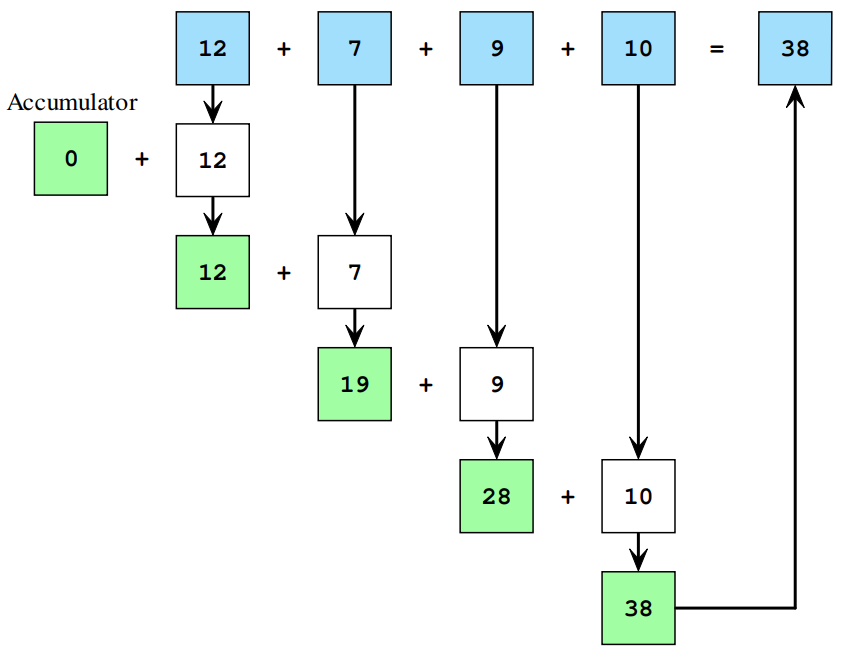 12 + 7 + 9 + 10 = 38
Accumulator
0 + 12
12 + 7
19 + 9
28 + 10
38